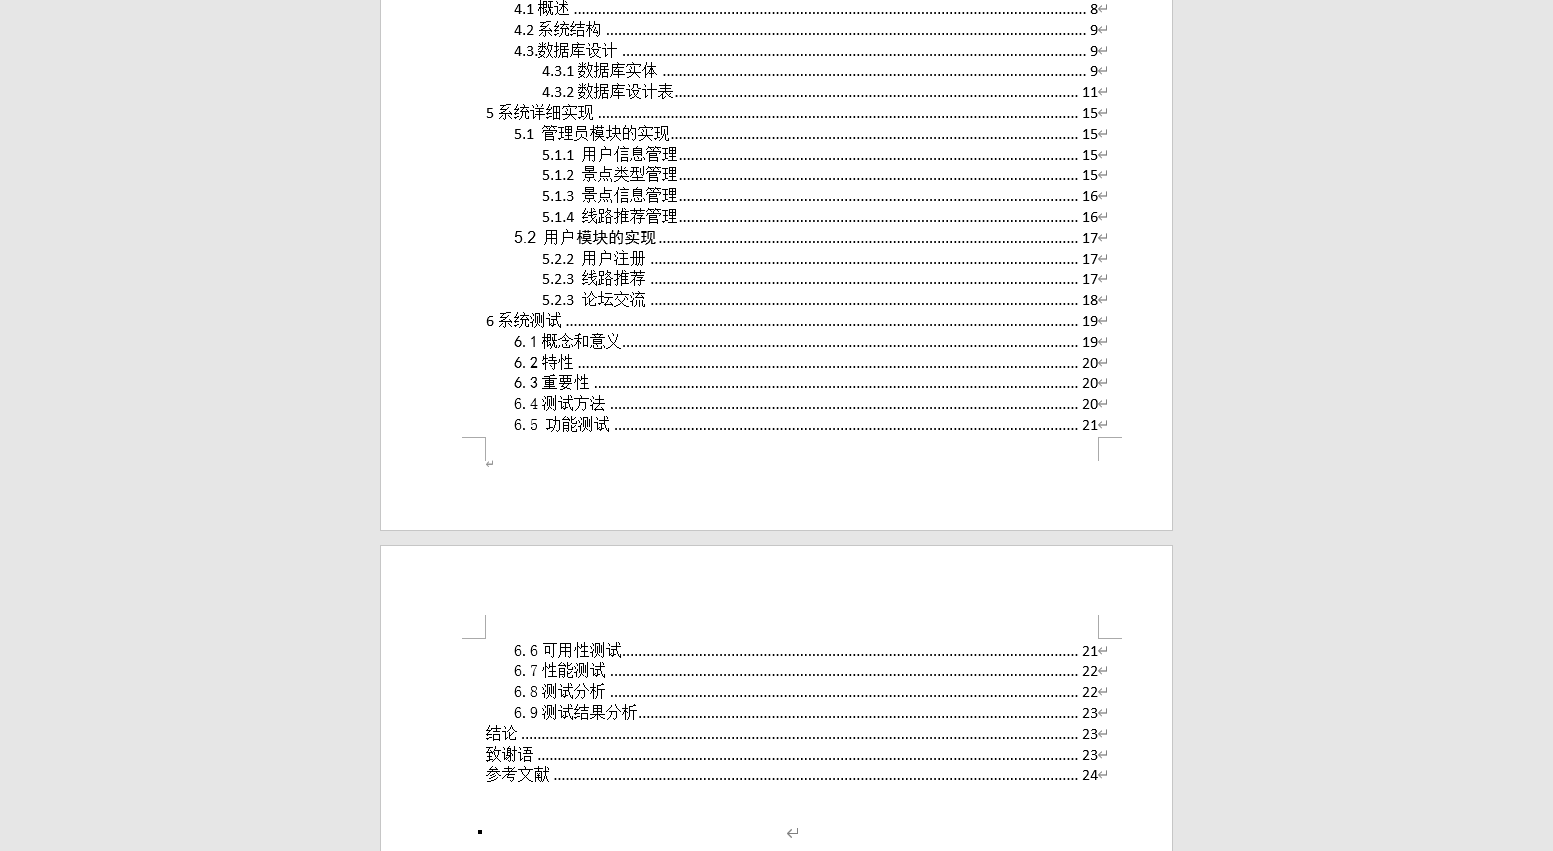 4.1 概述 8
4.2 系统结构 9
4.3.数据库设计 9
4.3.1 数据库实体 9
4.3.2 数据库设计表 11
5 系统详细实现 15
5.1 管理员模块的实现 15
5.1.1 用户信息管理 15
5.1.2 景点类型管理 15
5.1.3 景点信息管理 16
5.1.4 线路推荐管理 16
5.2 用户模块的实现 17
5.2.2 用户注册 17
5.2.3 线路推荐 17
5.2.3 论坛交流 18
6 系统测试 19
6. 1 概念和意义 19
6. 2 特性 20
6. 3 重要性 20
6. 4 测试方法 20
6. 5 功能测试 21
6. 6 可用性测试 21
6. 7 性能测试 22
6. 8 测试分析 22
6. 9 测试结果分析 23
结论 23
致谢语 23
参考文献 24